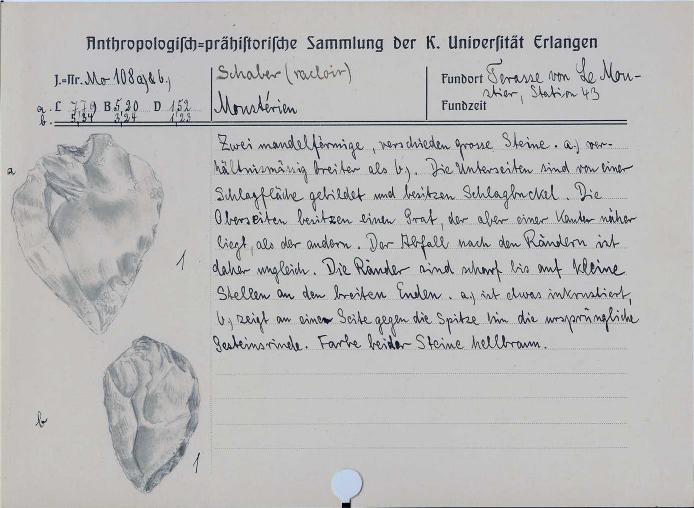 Anthropologisch=prähistorische Sammlung der K. Universität Erlangen
J.=Nr. Mo 108 a) & b)
a. L 7,79 B 5,20 D 1,52
b. 5,34 3,24 1,23
Schaber (racloir)
Moustérien
Fundort Terasse von Le Mou-
stier, Station 43
Fundzeit
Zwei mandelförmige, verschieden grosse Steine. a) ver-
hältnismässig breiter als b). Die Unterseiten sind von einer
Schlagfläche gebildet und besitzen Schlagbuckel. Die
Oberseiten besitzen einen Grat, der aber einer Kante näher
liegt, als der andern. Der Abfall nach den Rändern ist
daher ungleich. Die Ränder sind scharf bis auf kleine
Stellen an den breiten Enden. a) ist etwas inkrustiert,
b) zeigt an einer Seite gegen die Spitze hin die ursprüngliche
Gesteinsrinde. Farbe beider Steine hellbraun.
a
1
b
1